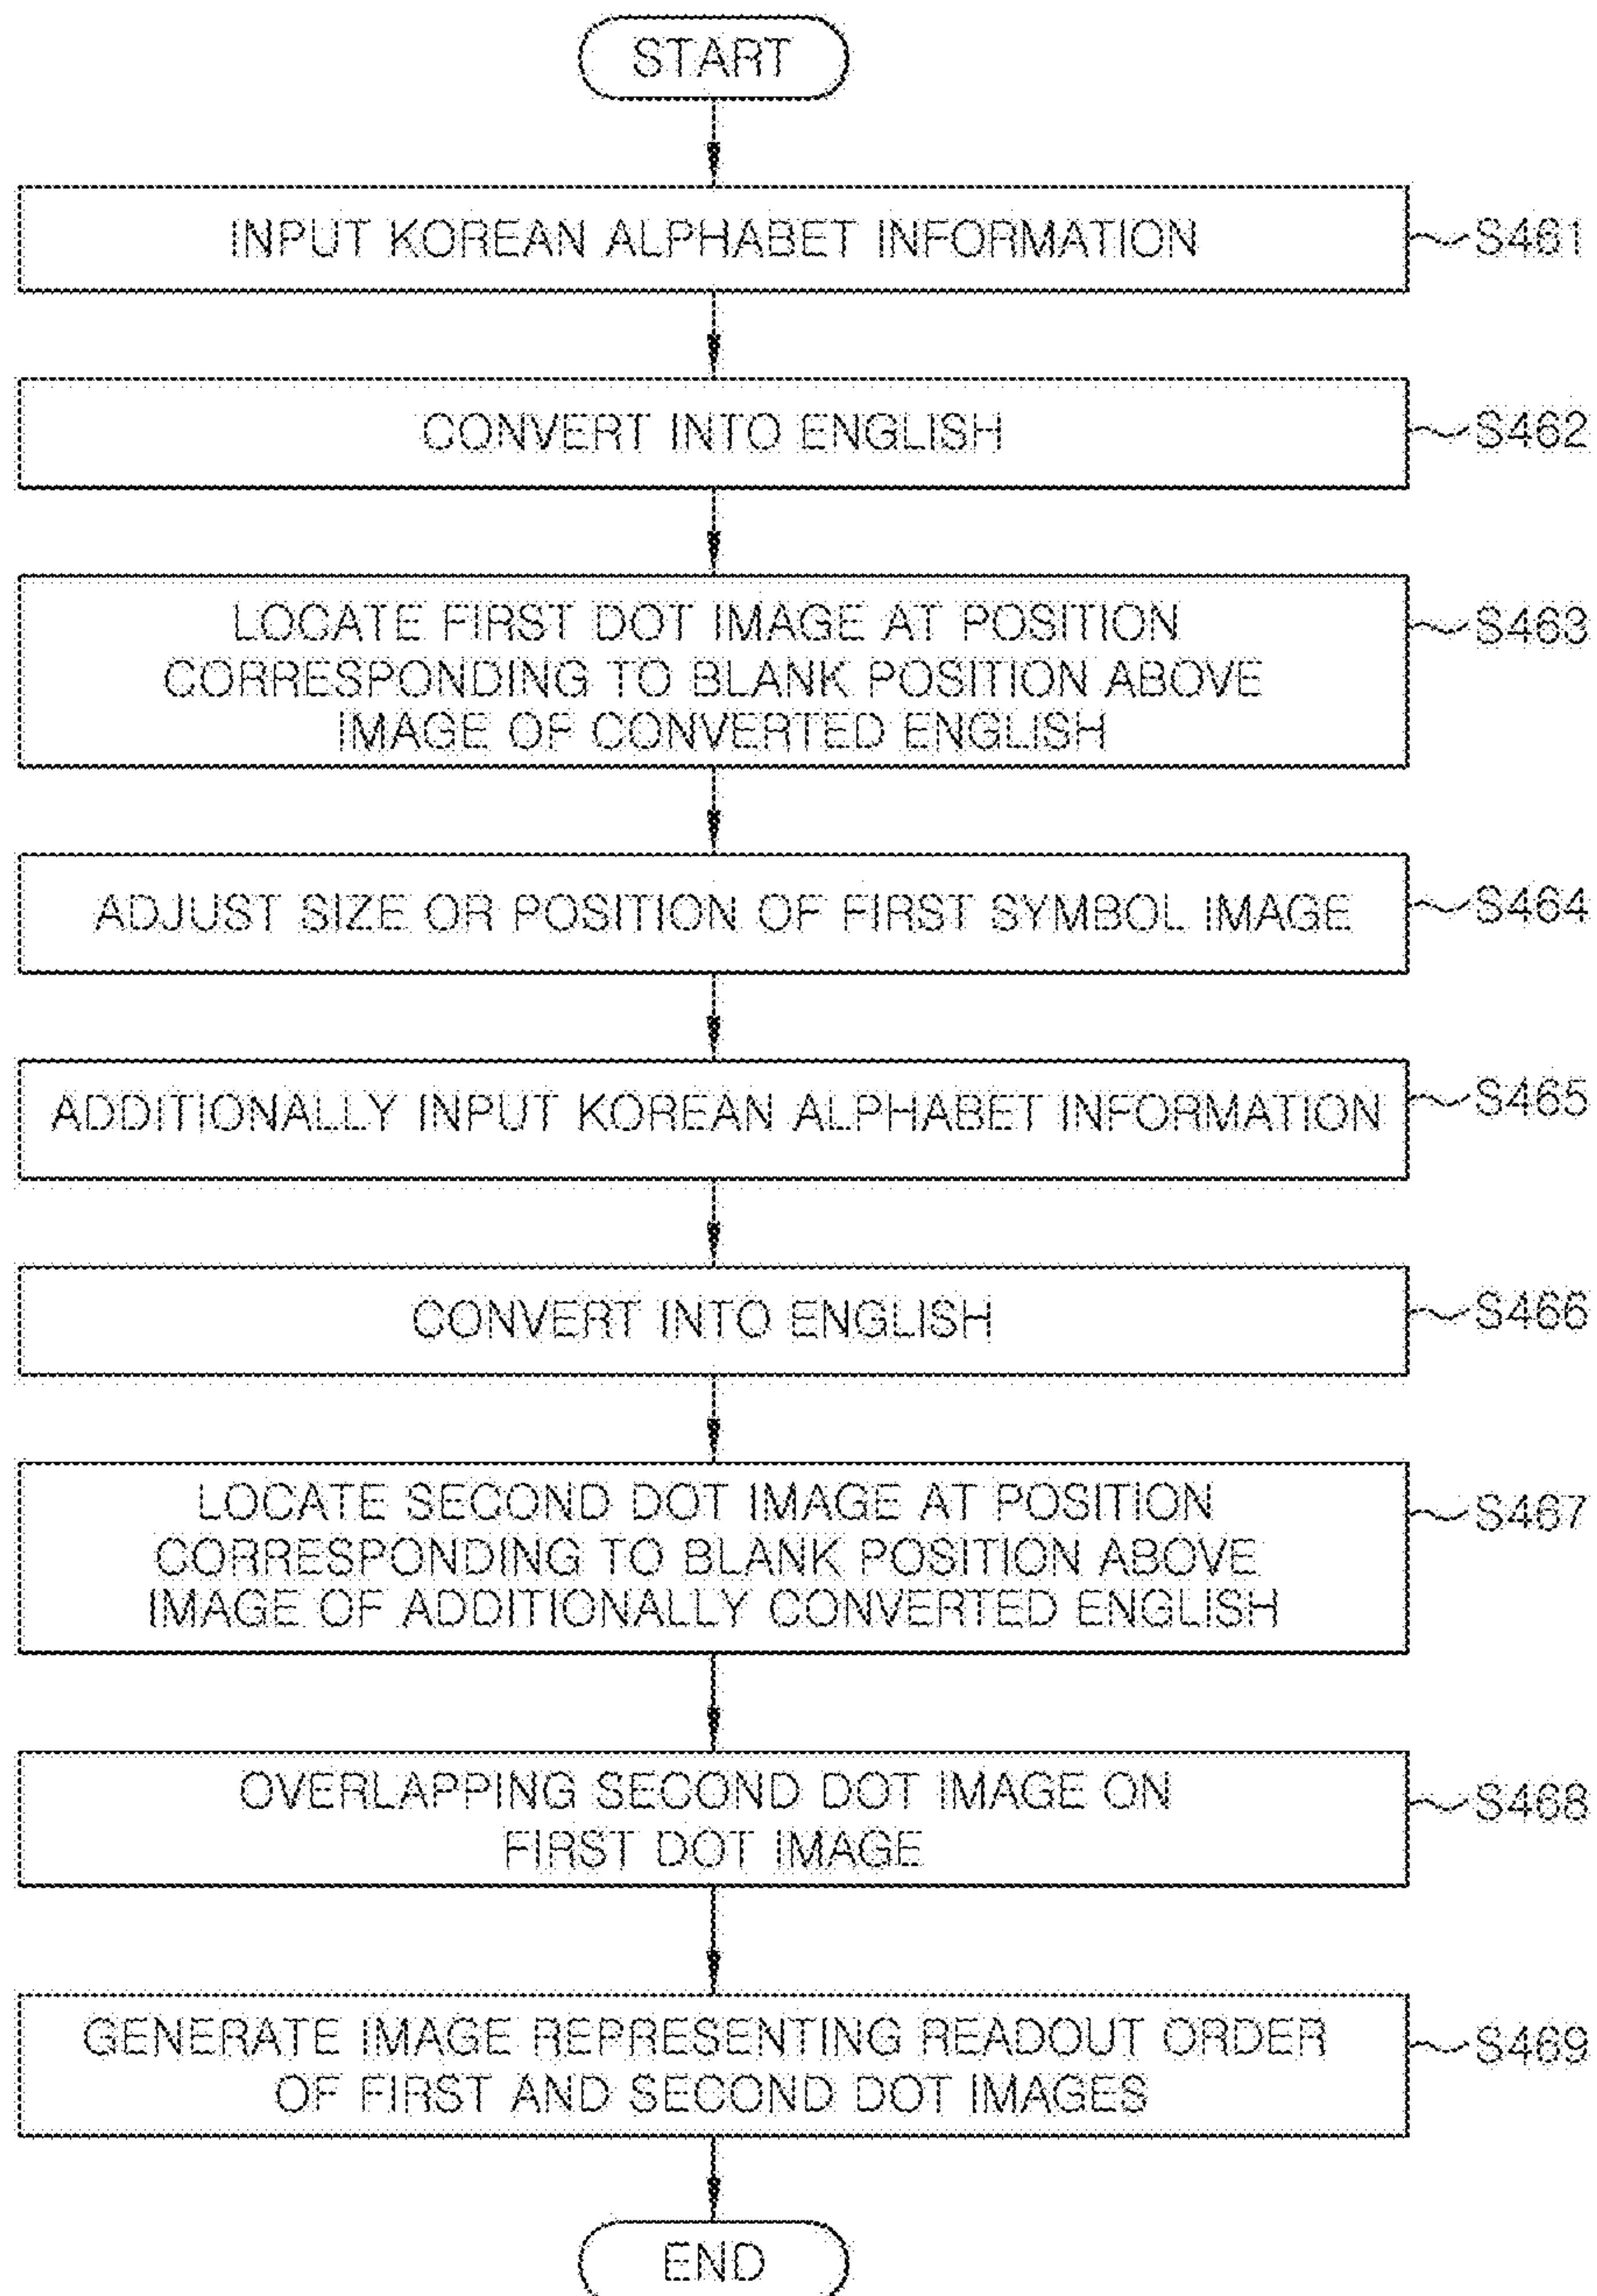 START
INPUT KOREAN ALPHABET INFORMATION
S461
CONVERT INTO ENGLISH
S462
LOCATE FIRST DOT IMAGE AT POSITION
CORRESPONDING TO BLANK POSITION ABOVE
IMAGE OF CONVERTED ENGLISH
S463
ADJUST SIZE OR POSITION OF FIRST SYMBOL IMAGE
S464
ADDITIONALLY INPUT KOREAN ALPHABET INFORMATION
S465
CONVERT INTO ENGLISH
S466
LOCATE SECOND DOT IMAGE AT POSITION
CORRESPONDING TO BLANK POSITION ABOVE
IMAGE OF ADDITIONALLY CONVERTED ENGLISH
S467
OVERLAPPING SECOND DOT IMAGE ON
FIRST DOT IMAGE
S468
GENERATE IMAGE REPRESENTING READOUT ORDER
OF FIRST AND SECOND DOT IMAGES
S469
END